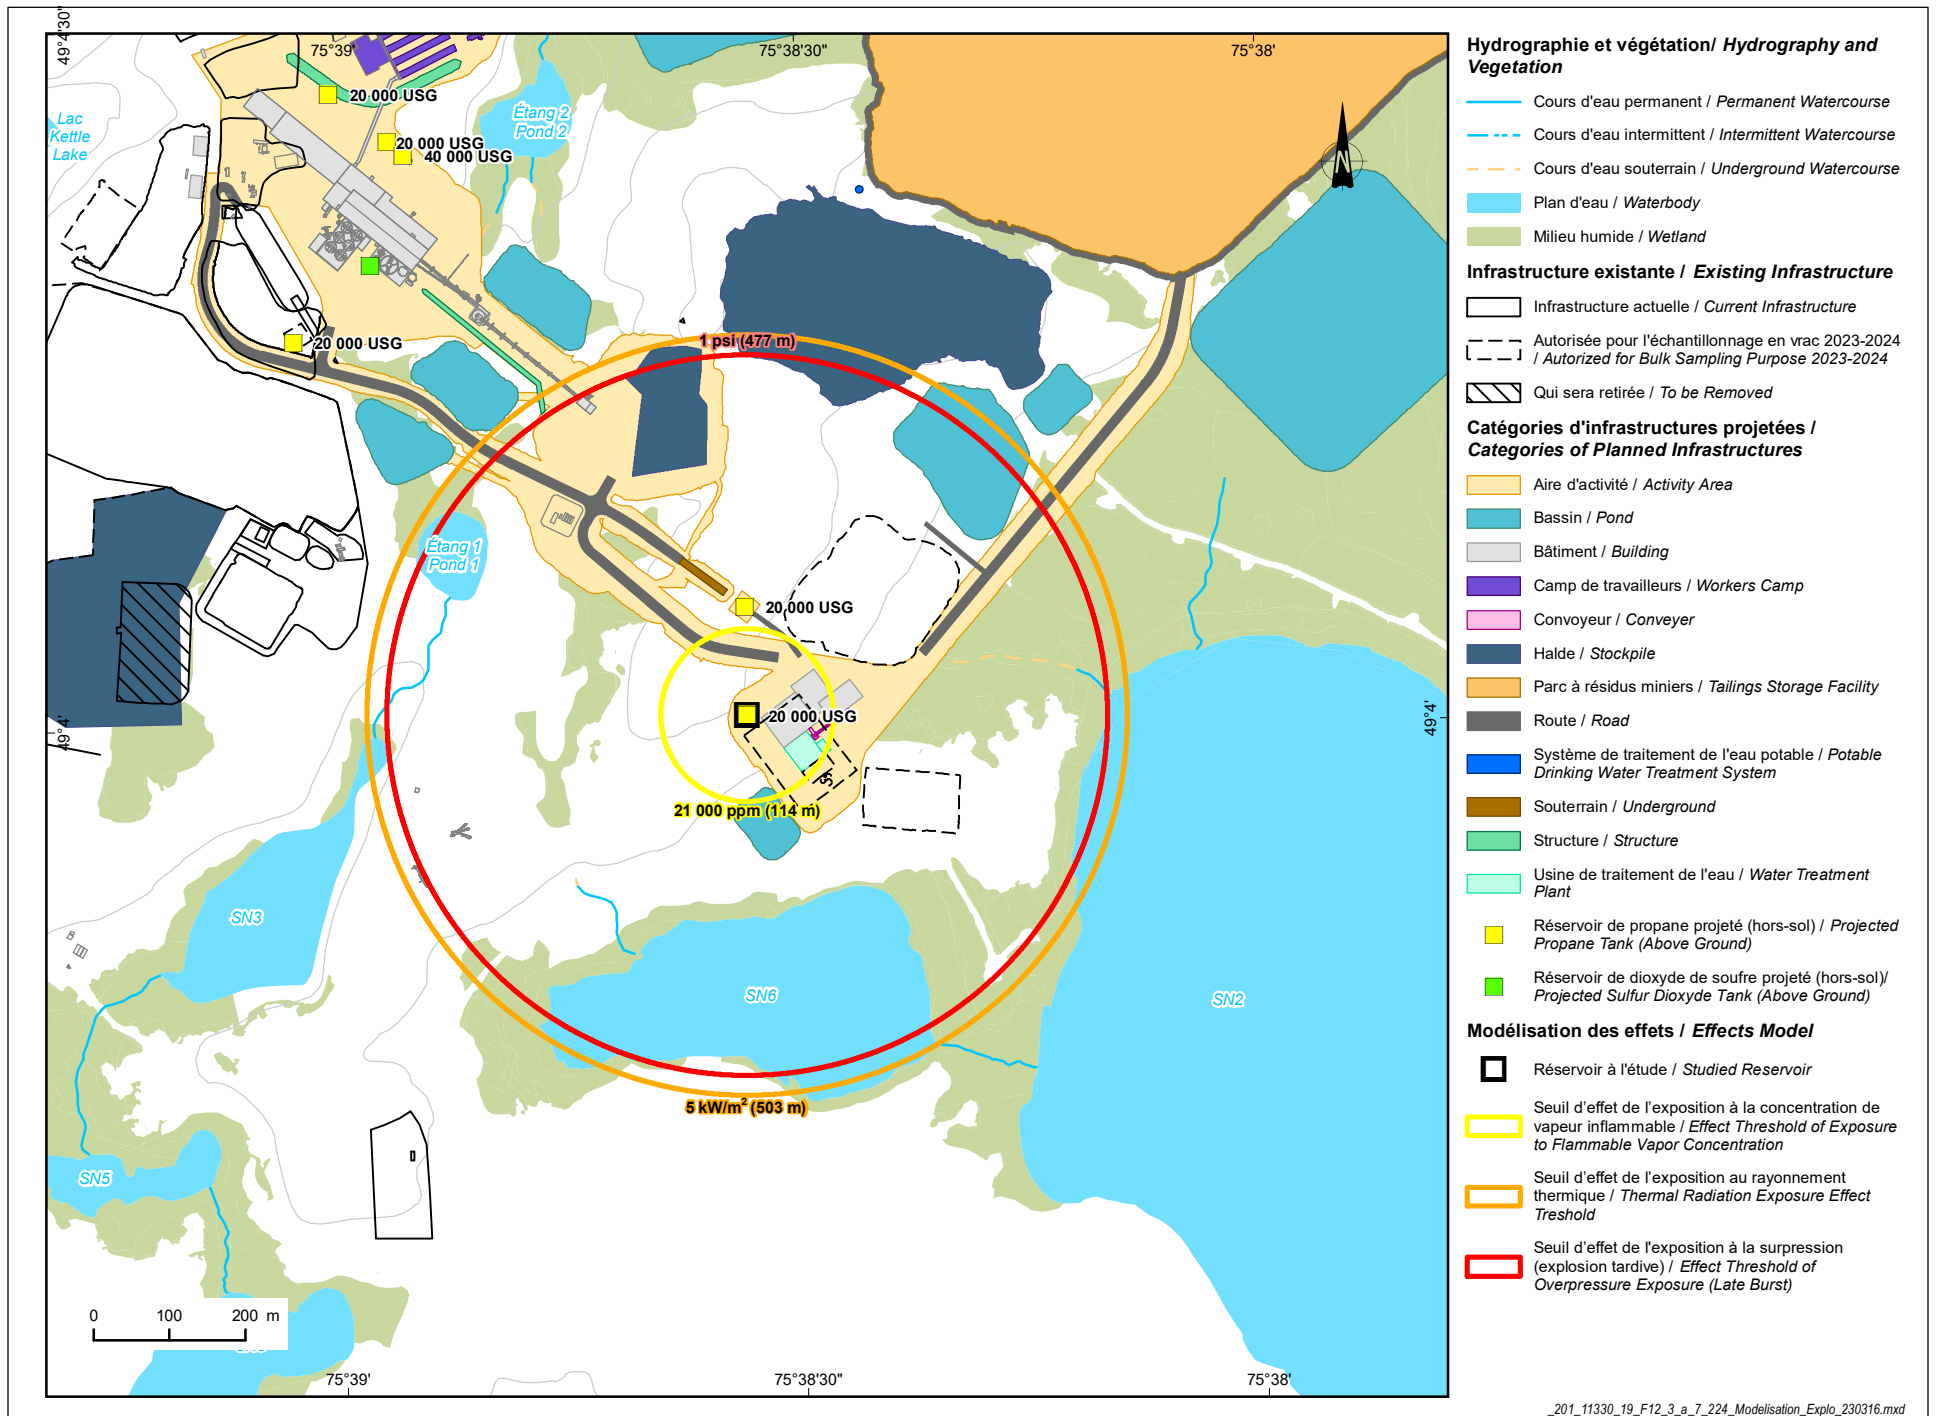 49°4'30"
75°39'
75°38'30"
75°38'
Lac
Kettle
Lake
20 000 USG
20 000 USG
40 000 USG
Étang 2
Pond 2
20 000 USG
1 psi (477 m)
Étang 1
Pond 1
20 000 USG
20 000 USG
49°4'
49°4'
21 000 ppm (114 m)
SN3
SN6
SN2
5 kW/m² (503 m)
SN5
0 100 200 m
75°39'
75°38'30"
75°38'
N
Hydrographie et végétation/ Hydrography and
Vegetation
Cours d'eau permanent / Permanent Watercourse
Cours d'eau intermittent / Intermittent Watercourse
Cours d'eau souterrain / Underground Watercourse
Plan d'eau / Waterbody
Milieu humide / Wetland
Infrastructure existante / Existing Infrastructure
Infrastructure actuelle / Current Infrastructure
Autorisée pour l'échantillonnage en vrac 2023-2024
/ Autorized for Bulk Sampling Purpose 2023-2024
Qui sera retirée / To be Removed
Catégories d'infrastructures projetées /
Categories of Planned Infrastructures
Aire d'activité / Activity Area
Bassin / Pond
Bâtiment / Building
Camp de travailleurs / Workers Camp
Convoyeur / Conveyer
Halde / Stockpile
Parc à résidus miniers / Tailings Storage Facility
Route / Road
Système de traitement de l'eau potable / Potable
Drinking Water Treatment System
Souterrain / Underground
Structure / Structure
Usine de traitement de l'eau / Water Treatment
Plant
Réservoir de propane projeté (hors-sol) / Projected
Propane Tank (Above Ground)
Réservoir de dioxyde de soufre projeté (hors-sol)/
Projected Sulfur Dioxyde Tank (Above Ground)
Modélisation des effets / Effects Model
Réservoir à l'étude / Studied Reservoir
Seuil d’effet de l’exposition à la concentration de
vapeur inflammable / Effect Threshold of Exposure
to Flammable Vapor Concentration
Seuil d’effet de l’exposition au rayonnement
thermique / Thermal Radiation Exposure Effect
Treshold
Seuil d’effet de l'exposition à la surpression
(explosion tardive) / Effect Threshold of
Overpressure Exposure (Late Burst)
_201_11330_19_F12_3_a_7_224_Modelisation_Explo_230316.mxd